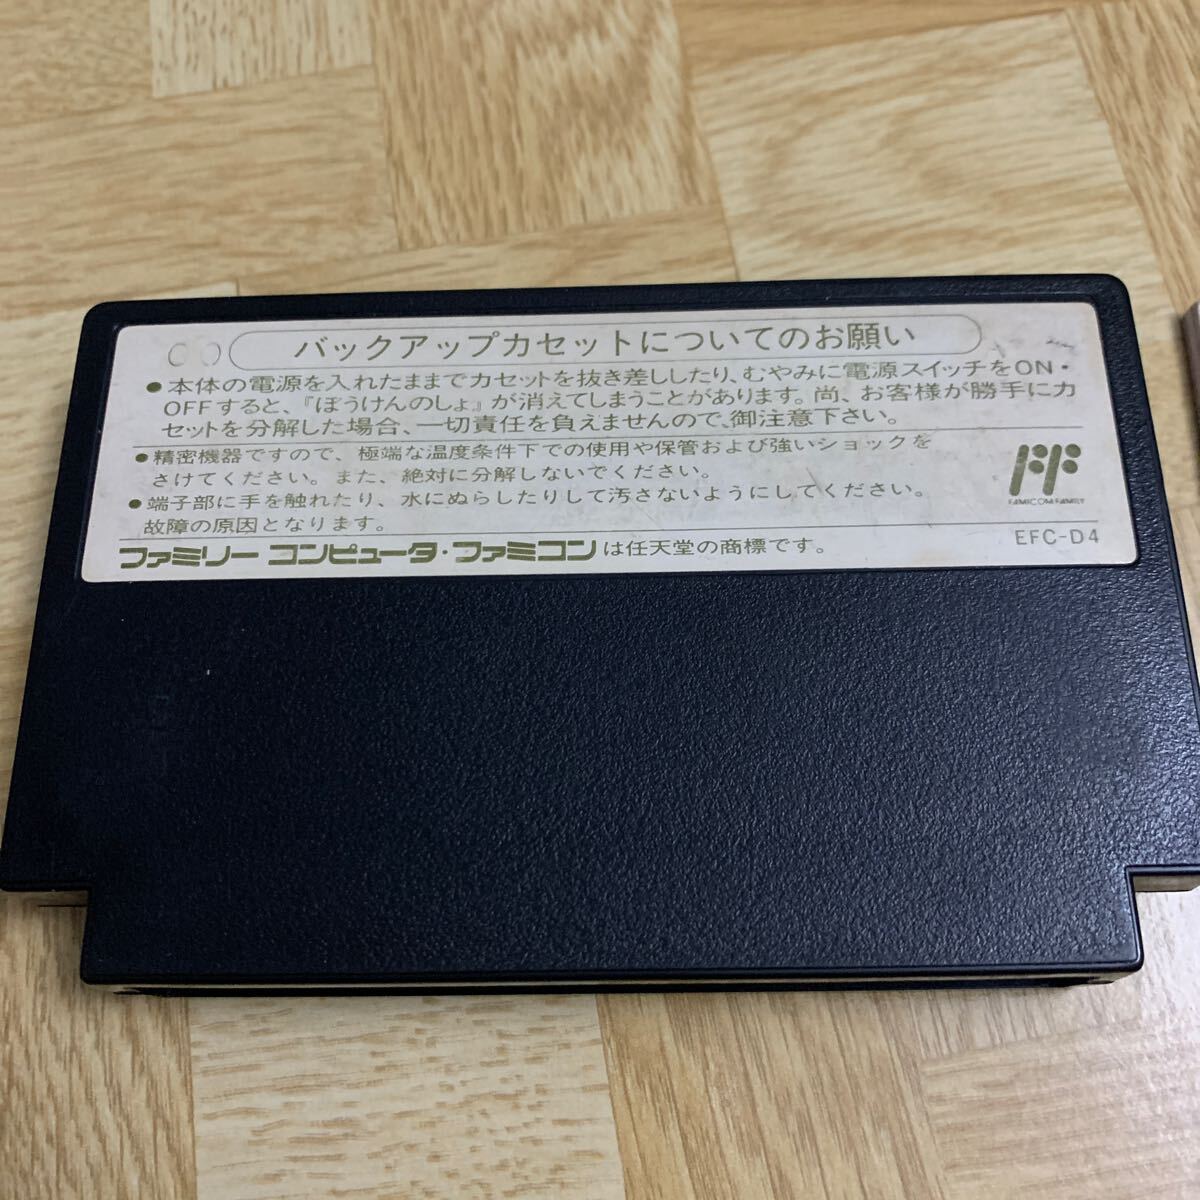 バックアップカセットについてのお願い
● 本体の電源を入れたままでカセットを抜き差ししたり、むやみに電源スイッチをON・
OFFすると、『ぼうけんのしょ』が消えてしまうことがあります。尚、お客様が勝手にカ
セットを分解した場合、一切責任を負えませんので、御注意下さい。
● 精密機器ですので、極端な温度条件下での使用や保管および強いショックを
さけてください。また、絶対に分解しないでください。
● 端子部に手を触れたり、水にぬらしたりして汚さないようにしてください。
故障の原因となります。
ファミリー コンピュータ・ファミコンは任天堂の商標です。
FF
FAMICOM FAMILY
EFC-D4